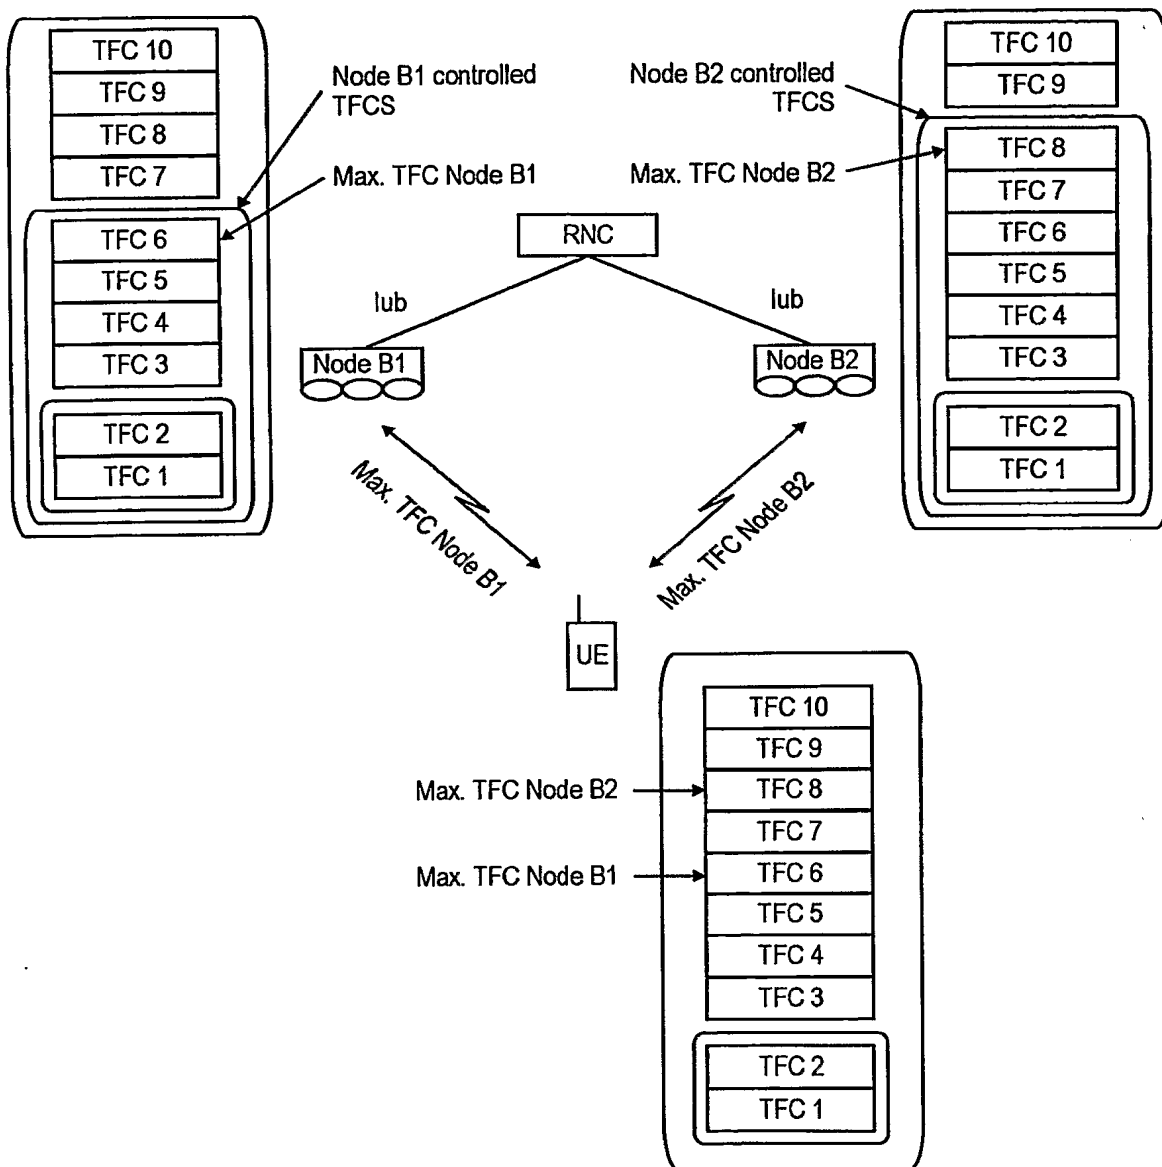 TFC 10
TFC 9
TFC 8
TFC 7
TFC 6
TFC 5
TFC 4
TFC 3
TFC 2
TFC 1
Node B1 controlled
TFCS
Max. TFC Node B1
Node B2 controlled
TFCS
Max. TFC Node B2
TFC 10
TFC 9
TFC 8
TFC 7
TFC 6
TFC 5
TFC 4
TFC 3
TFC 2
TFC 1
RNC
Iub
Iub
Node B1
Node B2
Max. TFC Node B1
Max. TFC Node B2
UE
Max. TFC Node B2
Max. TFC Node B1
TFC 10
TFC 9
TFC 8
TFC 7
TFC 6
TFC 5
TFC 4
TFC 3
TFC 2
TFC 1